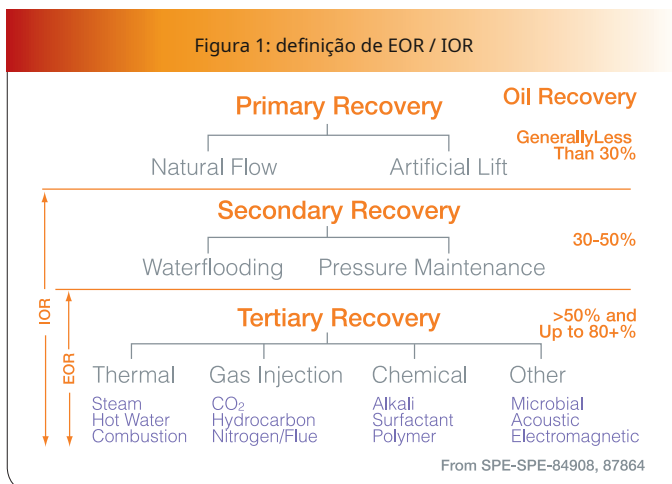 Figura 1: definição de EOR / IOR
Primary Recovery
Oil Recovery
GenerallyLess
Than 30%
Natural Flow
Artificial Lift
Secondary Recovery
30-50%
Waterflooding
Pressure Maintenance
IOR
EOR
Tertiary Recovery
>50% and
Up to 80+%
Thermal
Steam
Hot Water
Combustion
Gas Injection
CO₂
Hydrocarbon
Nitrogen/Flue
Chemical
Alkali
Surfactant
Polymer
Other
Microbial
Acoustic
Electromagnetic
From SPE-SPE-84908, 87864